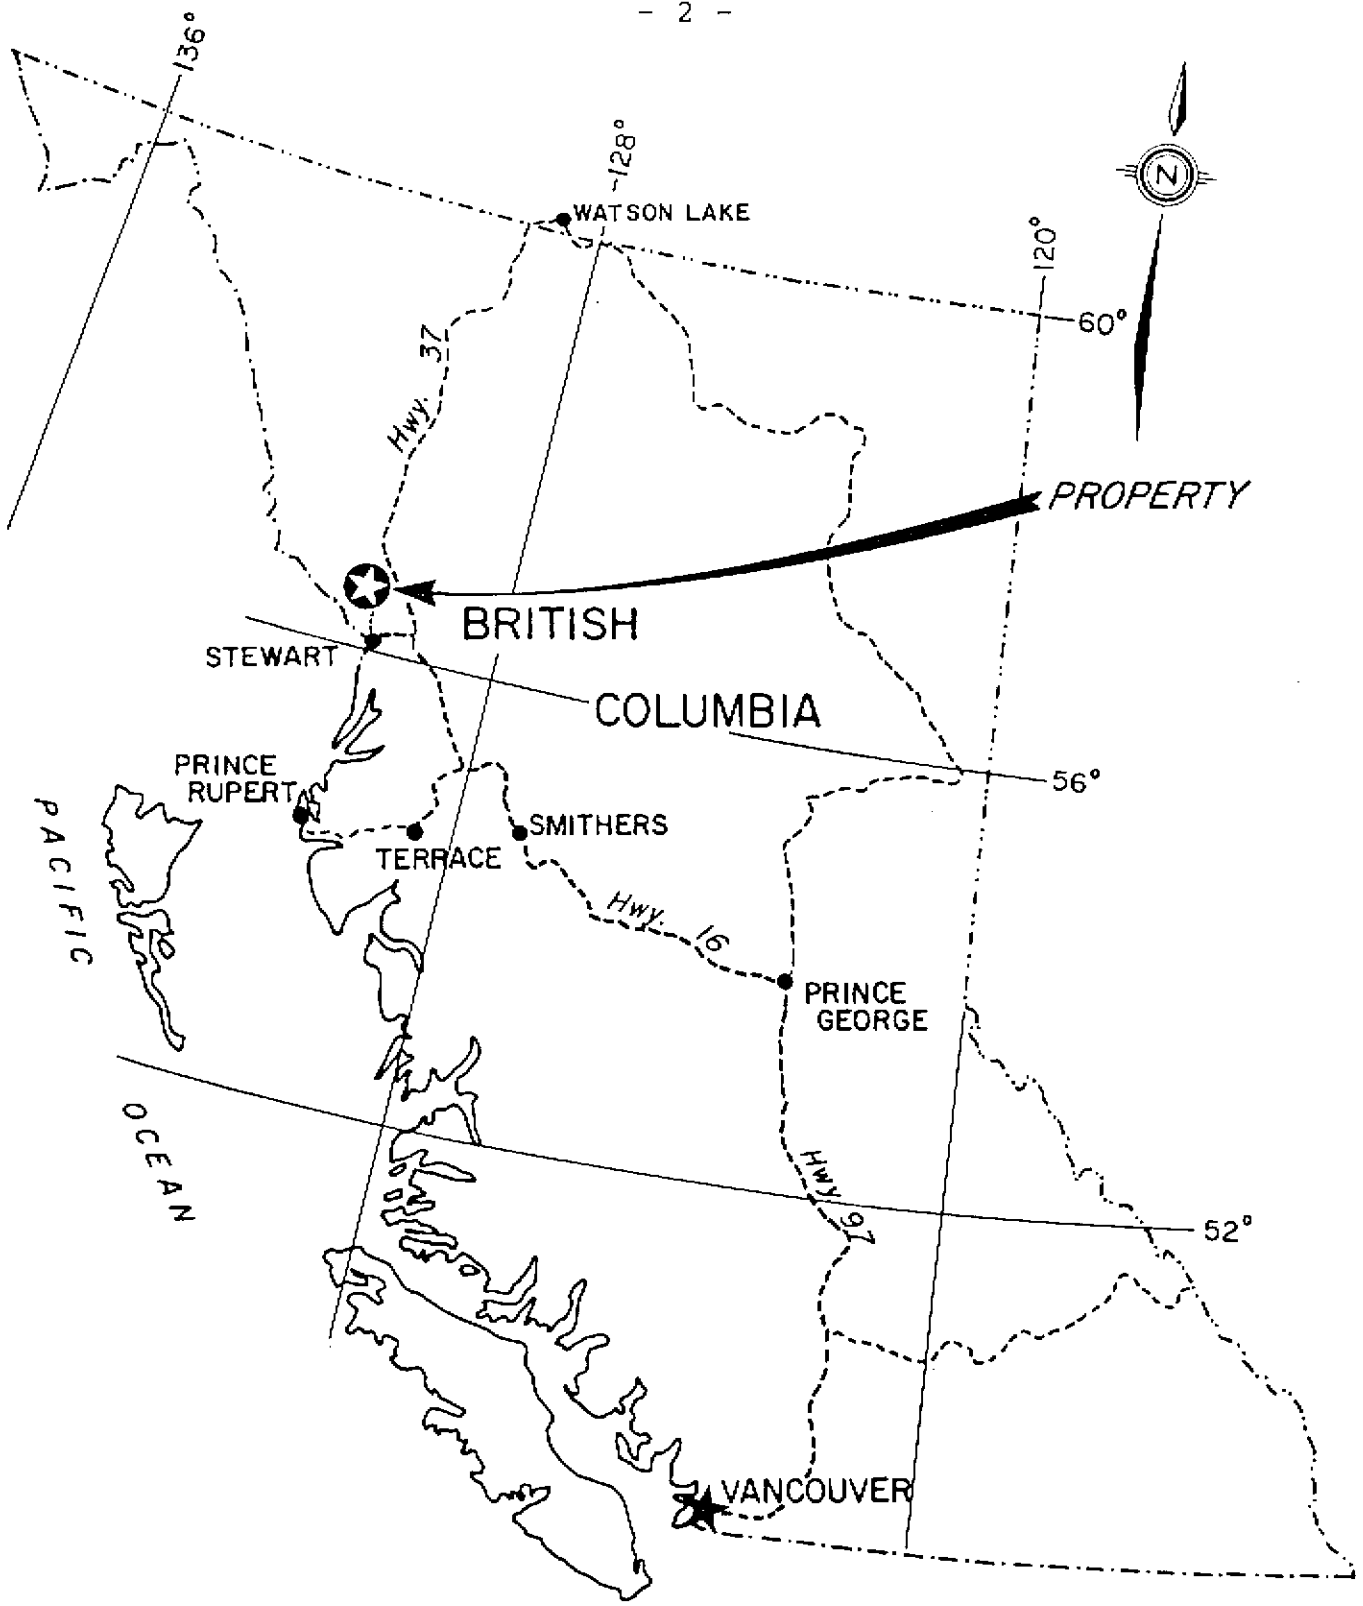 - 2 -
136°
128°
WATSON LAKE
N
120°
60°
Hwy. 37
PROPERTY
BRITISH
STEWART
COLUMBIA
PRINCE
RUPERT
56°
PACIFIC
SMITHERS
TERRACE
Hwy. 16
PRINCE
GEORGE
OCEAN
Hwy 97
52°
VANCOUVER